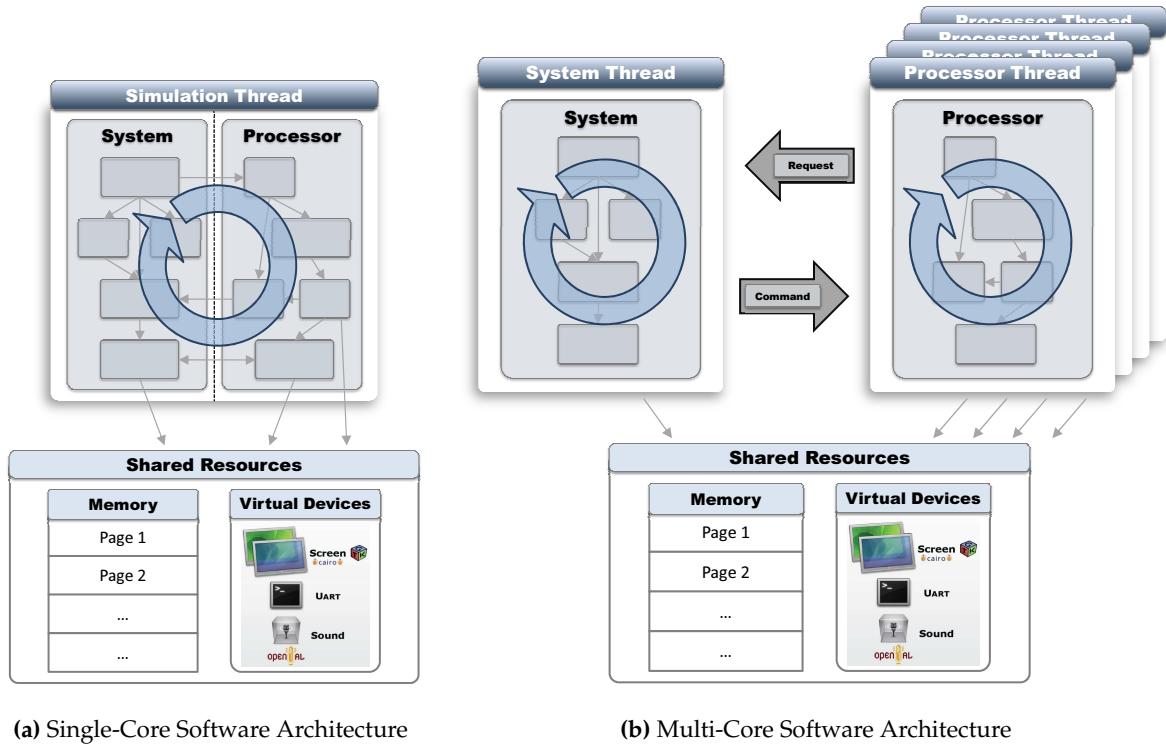 Simulation Thread
System
Processor
Shared Resources
Memory
Page 1
Page 2
...
...
Virtual Devices
Screen
cairo
UART
Sound
OpenAL
(a) Single-Core Software Architecture
System Thread
System
Request
Command
Processor Thread
Processor Thread
Processor Thread
Processor Thread
Processor
Shared Resources
Memory
Page 1
Page 2
...
...
Virtual Devices
Screen
cairo
UART
Sound
OpenAL
(b) Multi-Core Software Architecture